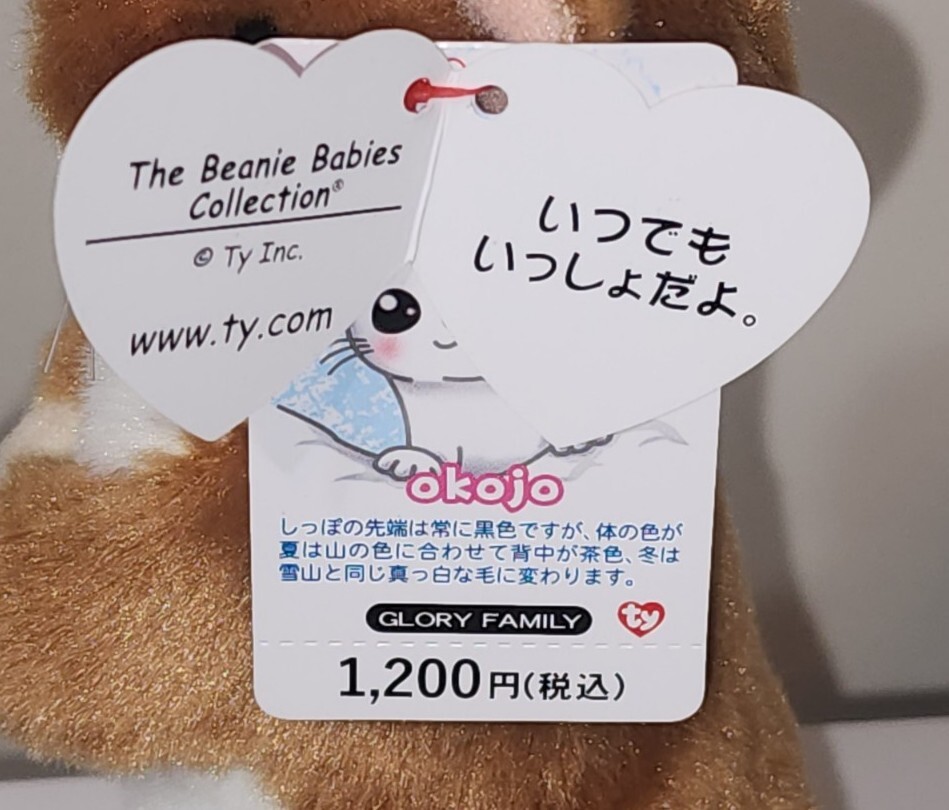 The Beanie Babies
Collection®
© Ty Inc.
www.ty.com
いつでも
いっしょだよ。
okojo
しっぽの先端は常に黒色ですが、体の色が
夏は山の色に合わせて背中が茶色、冬は
雪山と同じ真っ白な毛に変わります。
GLORY FAMILY
ty
1,200円(税込)